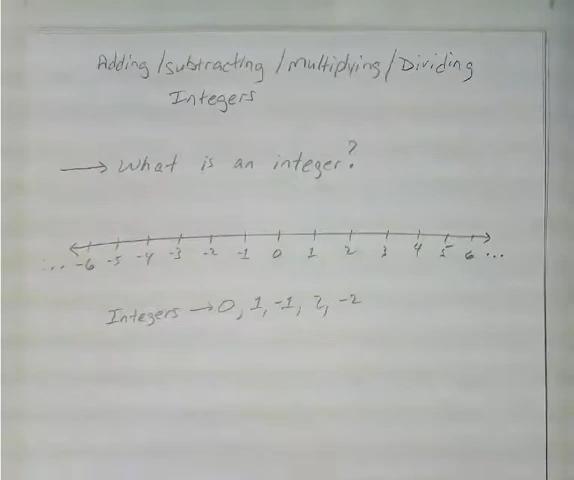 Adding/subtracting/multiplying/Dividing
Integers
→ What is an integer?
... -6 -5 -4 -3 -2 -1 0 1 2 3 4 5 6 ...
Integers → 0, 1, -1, 2, -2